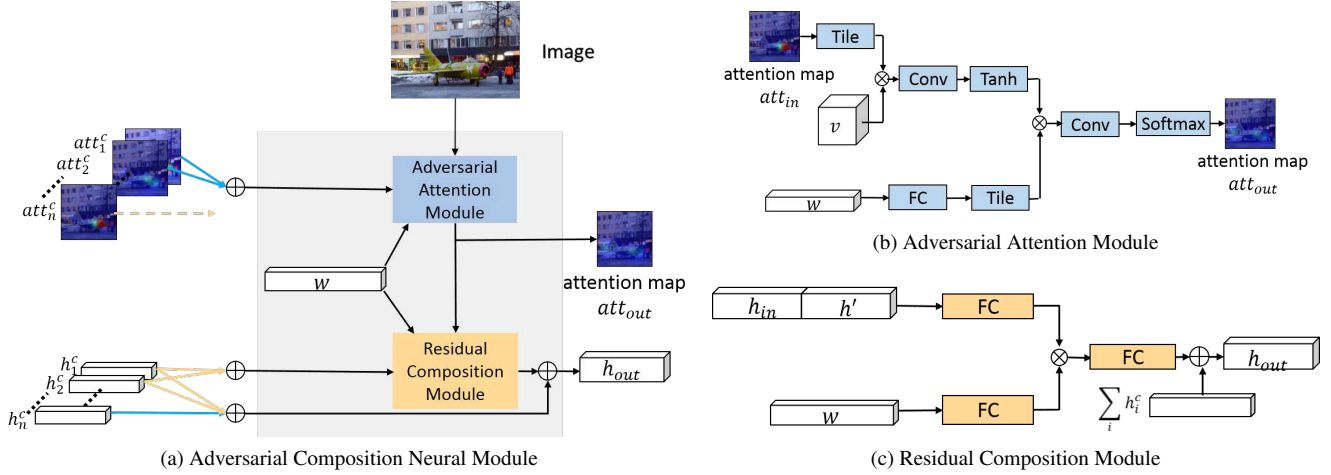 Image
att_1^c
att_2^c
att_n^c
Adversarial
Attention
Module
w
attention map
att_out
Residual
Composition
Module
h_1^c
h_2^c
h_n^c
h_out
(a) Adversarial Composition Neural Module
attention map
att_in
Tile
v
Conv
Tanh
w
FC
Tile
Conv
Softmax
attention map
att_out
(b) Adversarial Attention Module
h_in
h'
FC
w
FC
FC
∑_i h_i^c
h_out
(c) Residual Composition Module